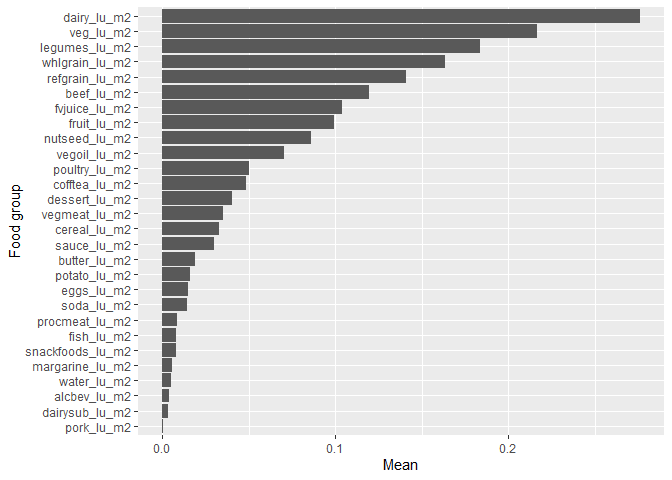 dairy_lu_m2
veg_lu_m2
legumes_lu_m2
whlgrain_lu_m2
refgrain_lu_m2
beef_lu_m2
fvjuice_lu_m2
fruit_lu_m2
nutseed_lu_m2
vegoil_lu_m2
poultry_lu_m2
cofftea_lu_m2
dessert_lu_m2
vegmeat_lu_m2
cereal_lu_m2
sauce_lu_m2
butter_lu_m2
potato_lu_m2
eggs_lu_m2
soda_lu_m2
procmeat_lu_m2
fish_lu_m2
snackfoods_lu_m2
margarine_lu_m2
water_lu_m2
alcbev_lu_m2
dairysub_lu_m2
pork_lu_m2
Food group
0.0 0.1 0.2
Mean